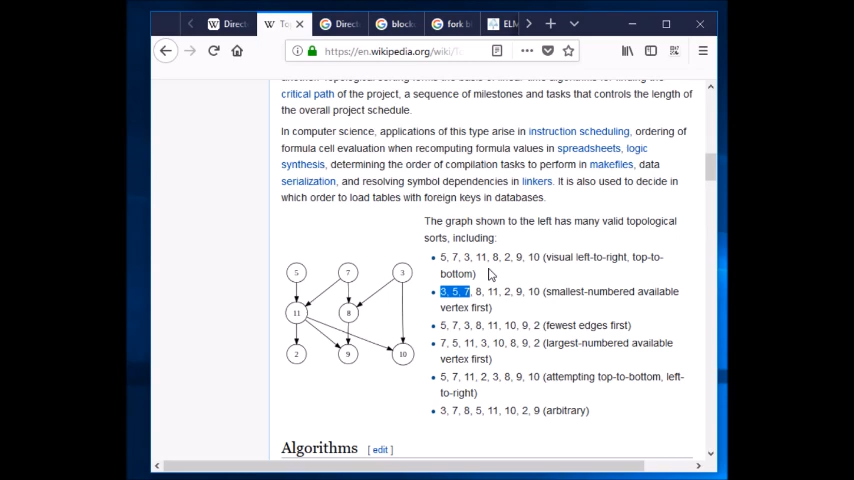 Direct
Top
Direct
block
fork bl
ELM
https://en.wikipedia.org/wiki/T
critical path of the project, a sequence of milestones and tasks that controls the length of
the overall project schedule.
In computer science, applications of this type arise in instruction scheduling, ordering of
formula cell evaluation when recomputing formula values in spreadsheets, logic
synthesis, determining the order of compilation tasks to perform in makefiles, data
serialization, and resolving symbol dependencies in linkers. It is also used to decide in
which order to load tables with foreign keys in databases.
The graph shown to the left has many valid topological
sorts, including:
• 5, 7, 3, 11, 8, 2, 9, 10 (visual left-to-right, top-to-
bottom)
• 3, 5, 7, 8, 11, 2, 9, 10 (smallest-numbered available
vertex first)
• 5, 7, 3, 8, 11, 10, 9, 2 (fewest edges first)
• 7, 5, 11, 3, 10, 8, 9, 2 (largest-numbered available
vertex first)
• 5, 7, 11, 2, 3, 8, 9, 10 (attempting top-to-bottom, left-
to-right)
• 3, 7, 8, 5, 11, 10, 2, 9 (arbitrary)
5 7 3
11 8
2 9 10
Algorithms [ edit ]